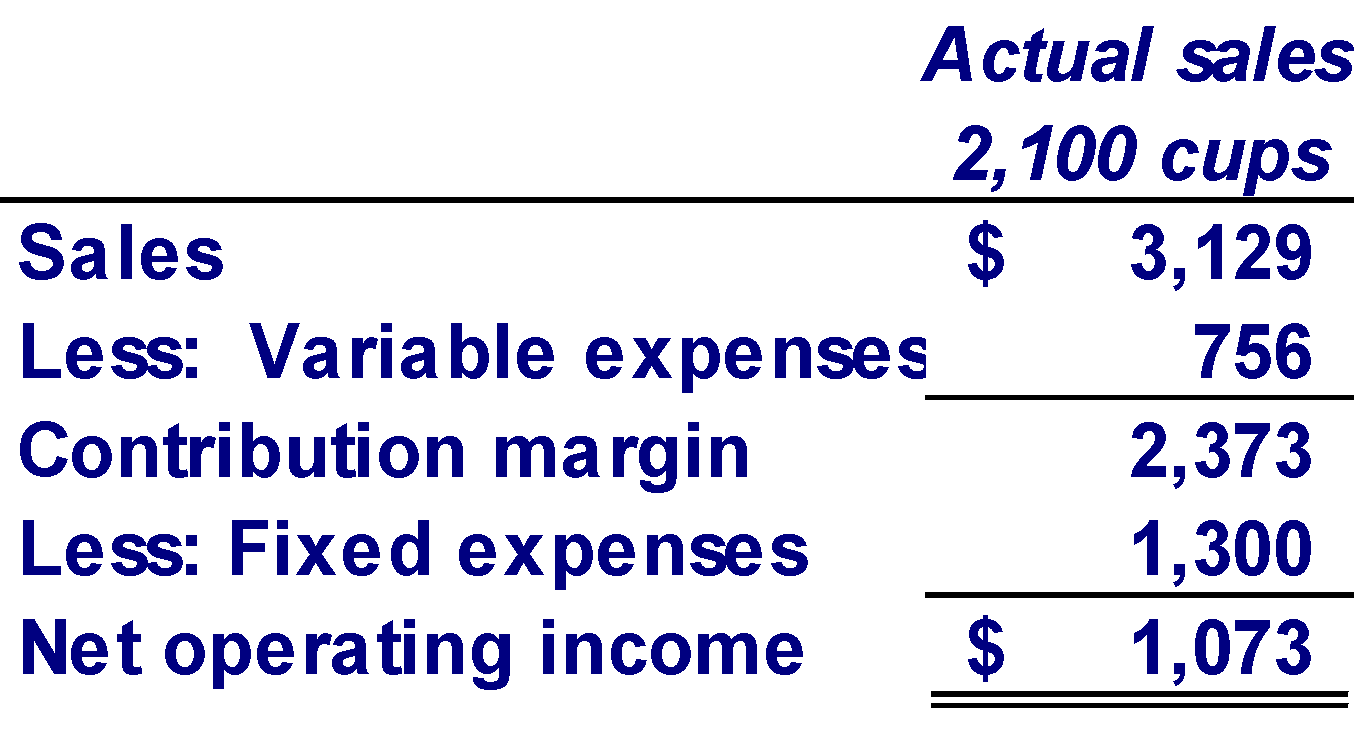 Actual sales
2,100 cups
Sales $ 3,129
Less: Variable expenses 756
Contribution margin 2,373
Less: Fixed expenses 1,300
Net operating income $ 1,073